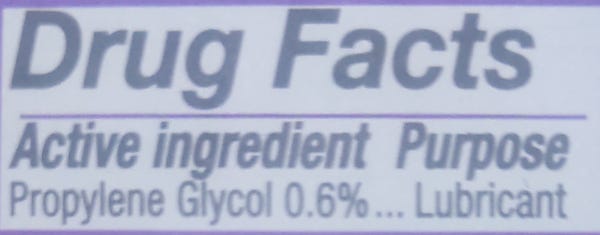 Drug Facts
Active ingredient Purpose
Propylene Glycol 0.6%... Lubricant